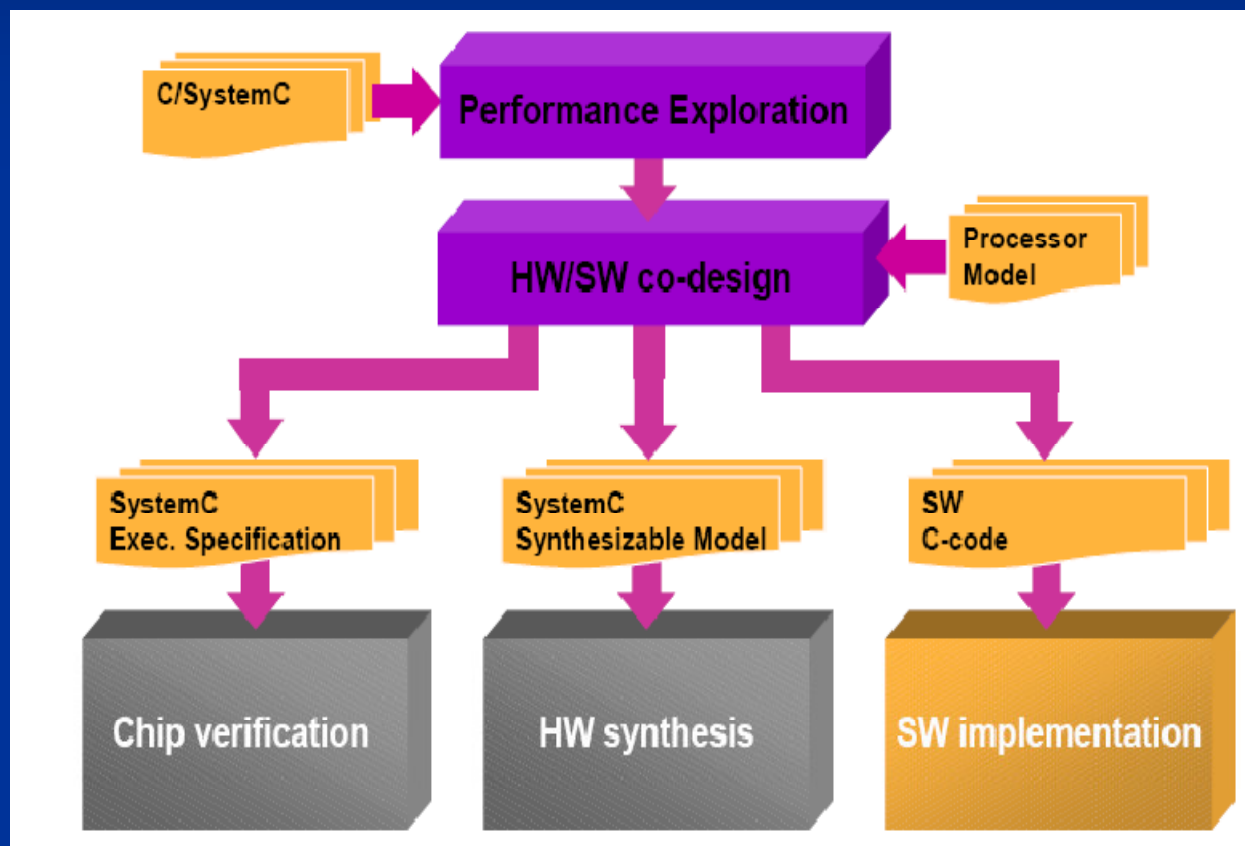 C/SystemC
Performance Exploration
Processor
Model
HW/SW co-design
SystemC
Exec. Specification
SystemC
Synthesizable Model
SW
C-code
Chip verification
HW synthesis
SW implementation